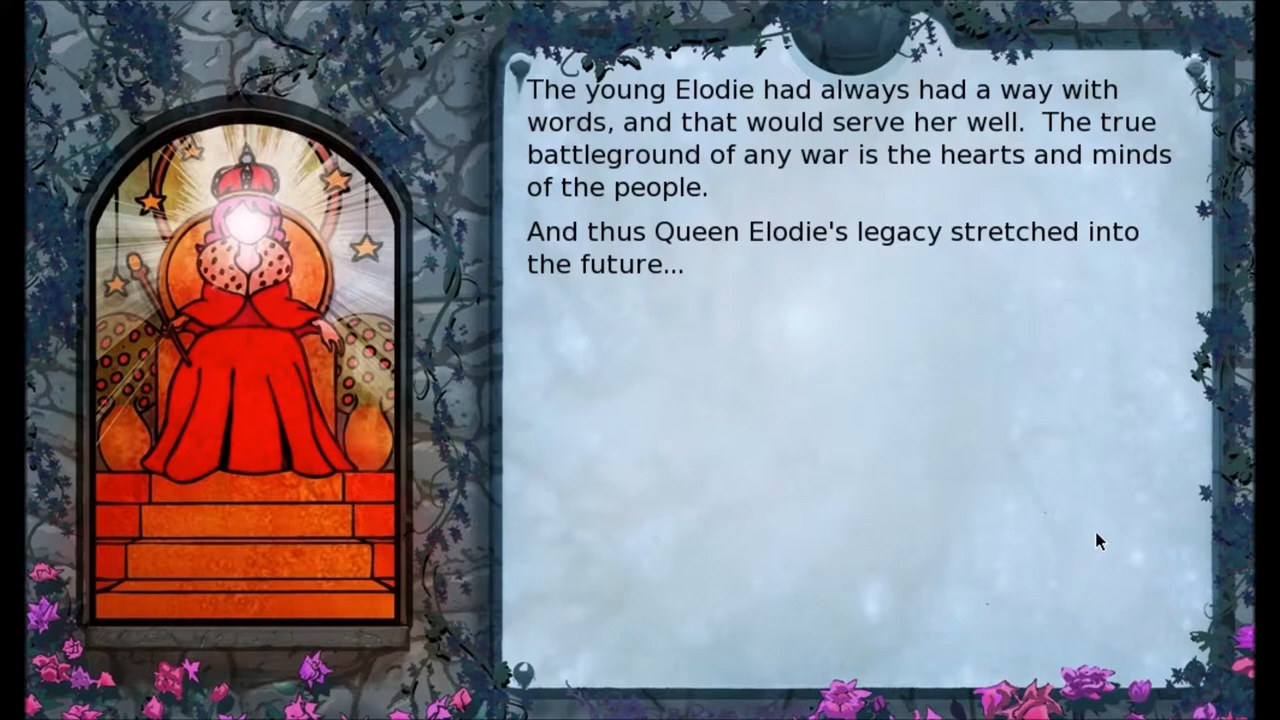 The young Elodie had always had a way with
words, and that would serve her well.  The true
battleground of any war is the hearts and minds
of the people.
And thus Queen Elodie's legacy stretched into
the future...